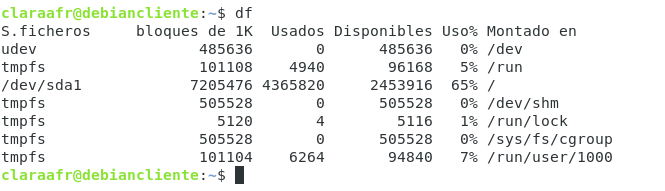 claraafr@debiancliente:~$ df
S.ficheros     bloques de 1K  Usados Disponibles Uso% Montado en
udev                  485636       0      485636   0% /dev
tmpfs                 101108    4940       96168   5% /run
/dev/sda1            7205476 4365820     2453916  65% /
tmpfs                 505528       0      505528   0% /dev/shm
tmpfs                   5120       4        5116   1% /run/lock
tmpfs                 505528       0      505528   0% /sys/fs/cgroup
tmpfs                 101104    6264       94840   7% /run/user/1000
claraafr@debiancliente:~$